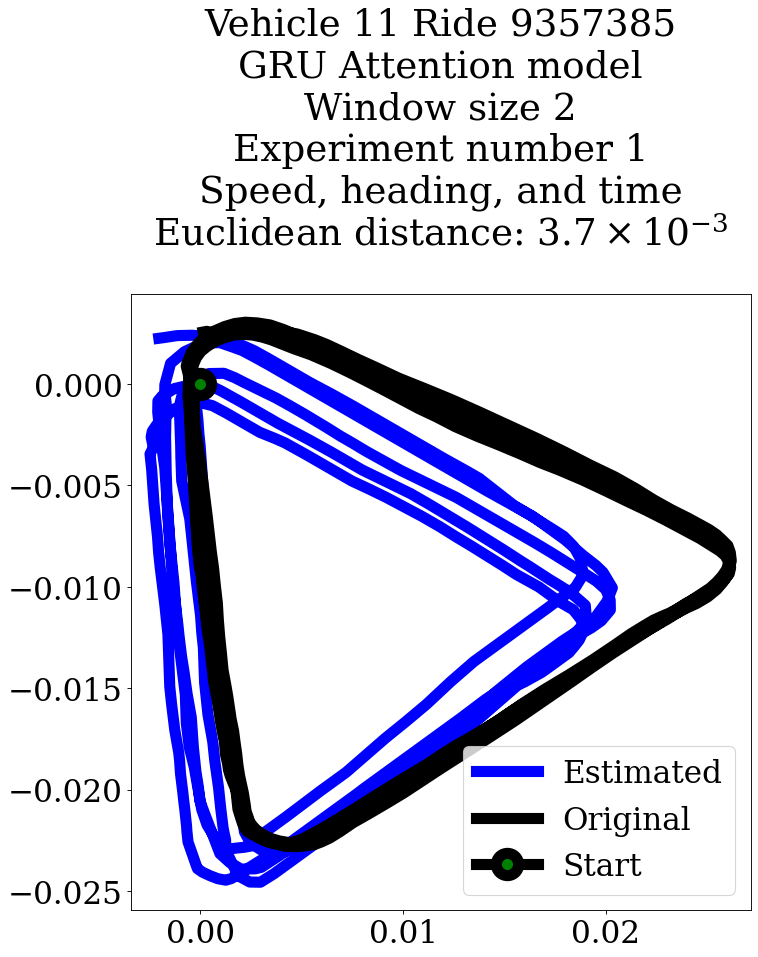 Vehicle 11 Ride 9357385
GRU Attention model
Window size 2
Experiment number 1
Speed, heading, and time
Euclidean distance: 3.7 × 10⁻³
0.000
−0.005
−0.010
−0.015
−0.020
−0.025
Estimated
Original
Start
0.00 0.01 0.02